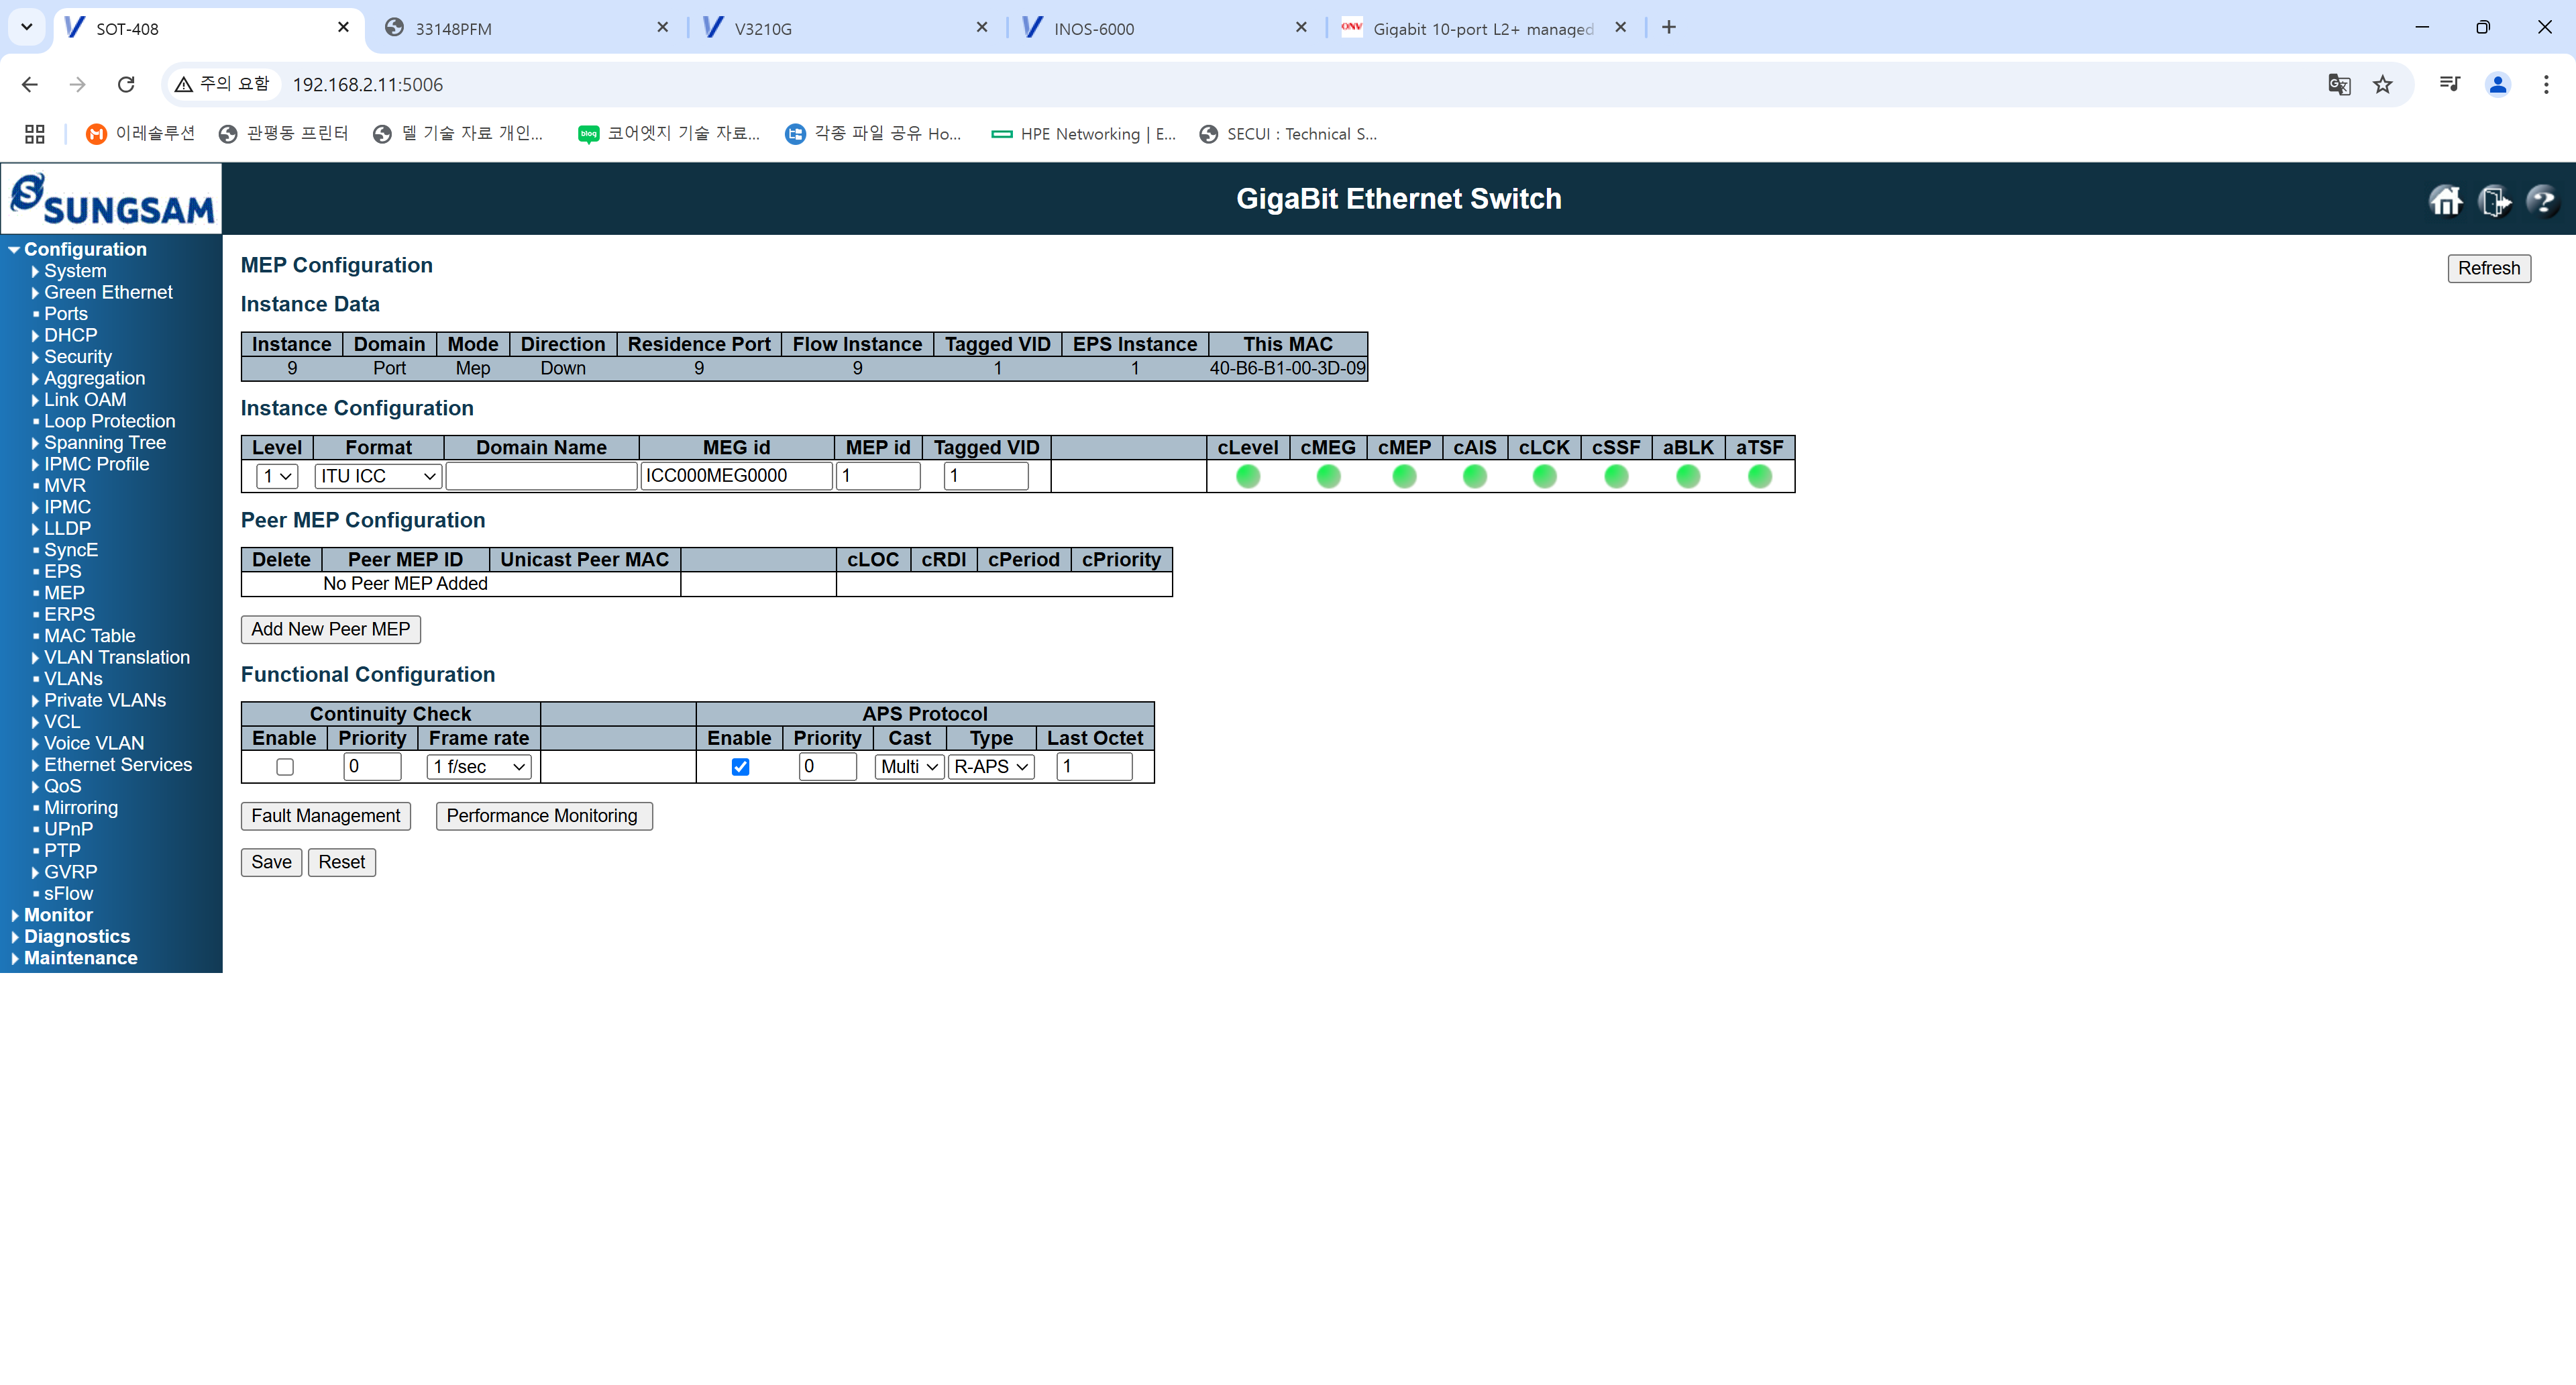 SOT-408
33148PFM
V3210G
INOS-6000
ONV Gigabit 10-port L2+ managed
주의 요함 192.168.2.11:5006
이레솔루션 관평동 프린터 델 기술 자료 개인... blog 코어엣지 기술 자료... 각종 파일 공유 Ho... HPE Networking | E... SECUI : Technical S...
SUNGSAM
GigaBit Ethernet Switch
Configuration
System
Green Ethernet
Ports
DHCP
Security
Aggregation
Link OAM
Loop Protection
Spanning Tree
IPMC Profile
MVR
IPMC
LLDP
SyncE
EPS
MEP
ERPS
MAC Table
VLAN Translation
VLANs
Private VLANs
VCL
Voice VLAN
Ethernet Services
QoS
Mirroring
UPnP
PTP
GVRP
sFlow
Monitor
Diagnostics
Maintenance
MEP Configuration
Refresh
Instance Data
Instance Domain Mode Direction Residence Port Flow Instance Tagged VID EPS Instance This MAC
9 Port Mep Down 9 9 1 1 40-B6-B1-00-3D-09
Instance Configuration
Level Format Domain Name MEG id MEP id Tagged VID cLevel cMEG cMEP cAIS cLCK cSSF aBLK aTSF
1 ITU ICC ICC000MEG0000 1 1
Peer MEP Configuration
Delete Peer MEP ID Unicast Peer MAC cLOC cRDI cPeriod cPriority
No Peer MEP Added
Add New Peer MEP
Functional Configuration
Continuity Check APS Protocol
Enable Priority Frame rate Enable Priority Cast Type Last Octet
0 1 f/sec 0 Multi R-APS 1
Fault Management Performance Monitoring
Save Reset